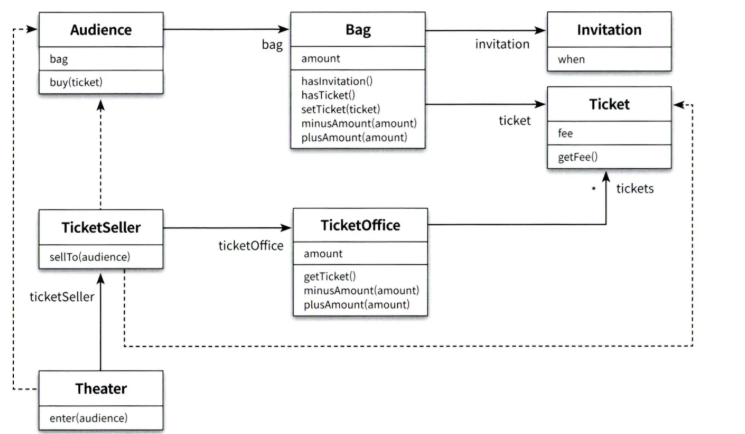 Audience
bag
buy(ticket)
bag
Bag
amount
hasInvitation()
hasTicket()
setTicket(ticket)
minusAmount(amount)
plusAmount(amount)
invitation
Invitation
when
ticket
Ticket
fee
getFee()
* tickets
TicketSeller
sellTo(audience)
ticketOffice
TicketOffice
amount
getTicket()
minusAmount(amount)
plusAmount(amount)
ticketSeller
Theater
enter(audience)